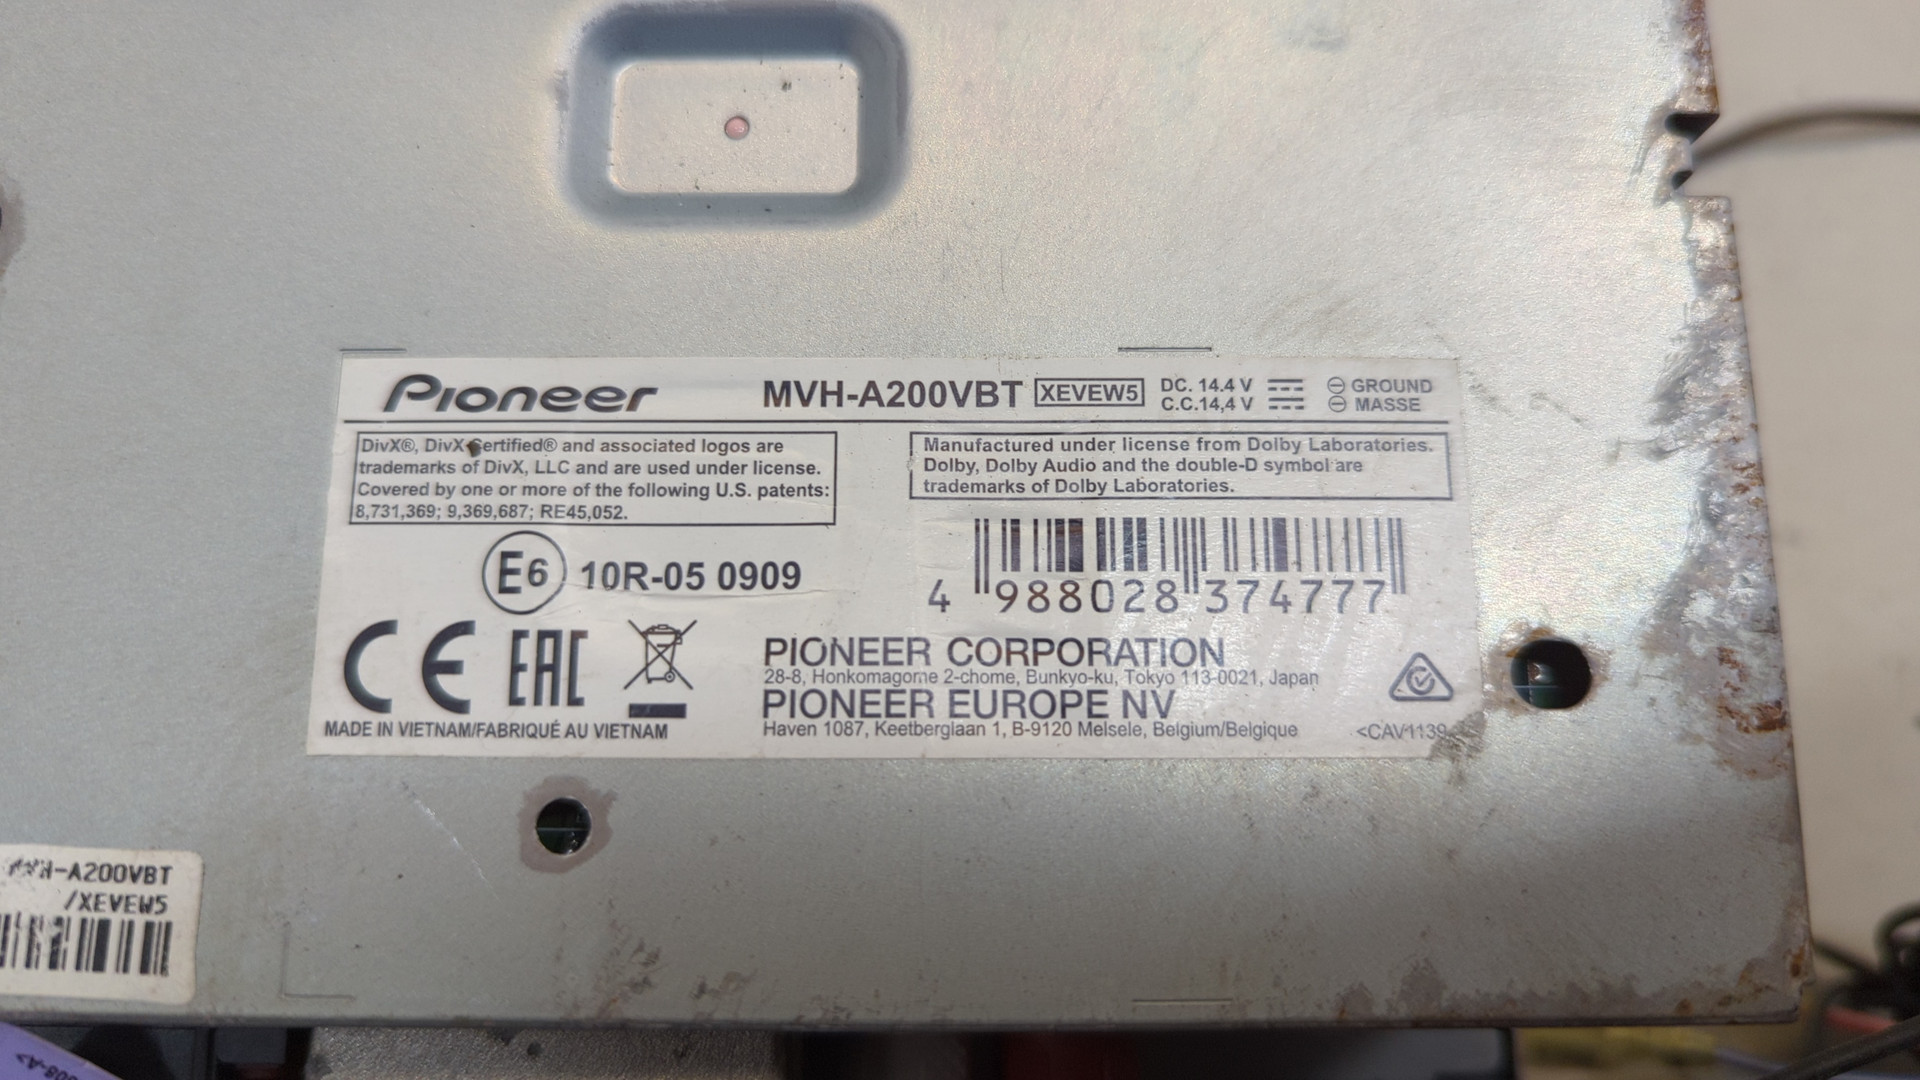 Pioneer MVH-A200VBT XEVEW5 DC. 14.4 V ⊖ GROUND
C.C.14,4 V ⊖ MASSE
DivX®, DivX Certified® and associated logos are
trademarks of DivX, LLC and are used under license.
Covered by one or more of the following U.S. patents:
8,731,369; 9,369,687; RE45,052.
Manufactured under license from Dolby Laboratories.
Dolby, Dolby Audio and the double-D symbol are
trademarks of Dolby Laboratories.
E6 10R-05 0909
4 988028 374777
CE EAC
MADE IN VIETNAM/FABRIQUÉ AU VIETNAM
PIONEER CORPORATION
28-8, Honkomagome 2-chome, Bunkyo-ku, Tokyo 113-0021, Japan
PIONEER EUROPE NV
Haven 1087, Keetberglaan 1, B-9120 Melsele, Belgium/Belgique
<CAV1139
MVH-A200VBT
/XEVEW5